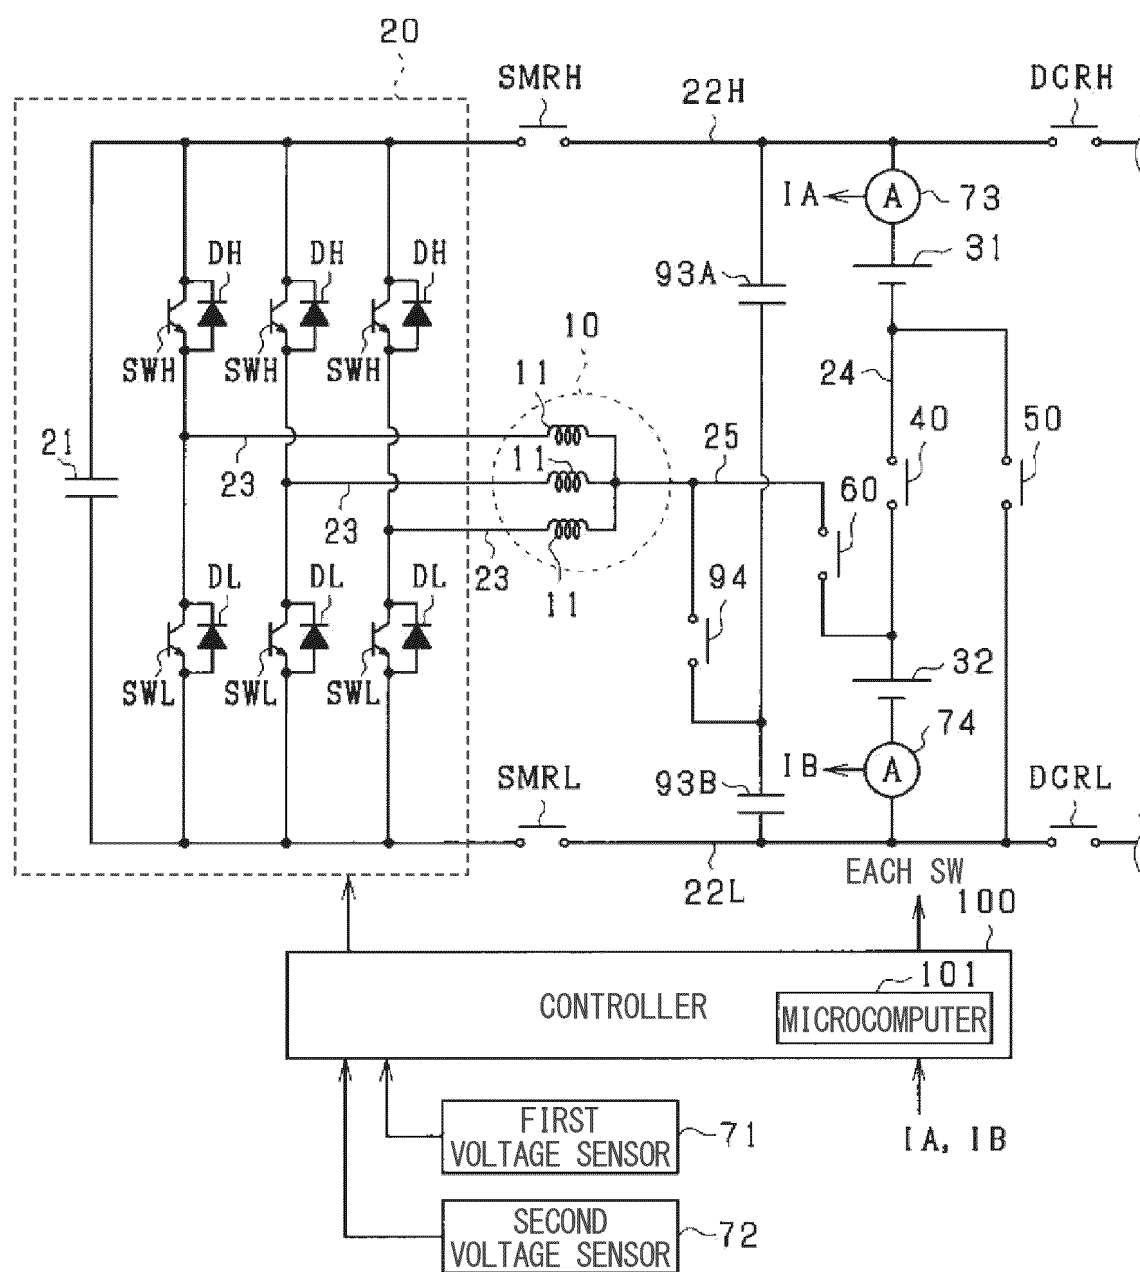 20
SMRH
22H
DCRH
IA
A
73
31
DH
DH
DH
93A
SWH
SWH
SWH
10
24
11
40
50
21
11
25
23
60
23
23
94
DL
DL
DL
11
32
SWL
SWL
SWL
74
IB
A
SMRL
93B
DCRL
22L
EACH SW
100
101
CONTROLLER
MICROCOMPUTER
FIRST
VOLTAGE SENSOR
71
IA, IB
SECOND
VOLTAGE SENSOR
72